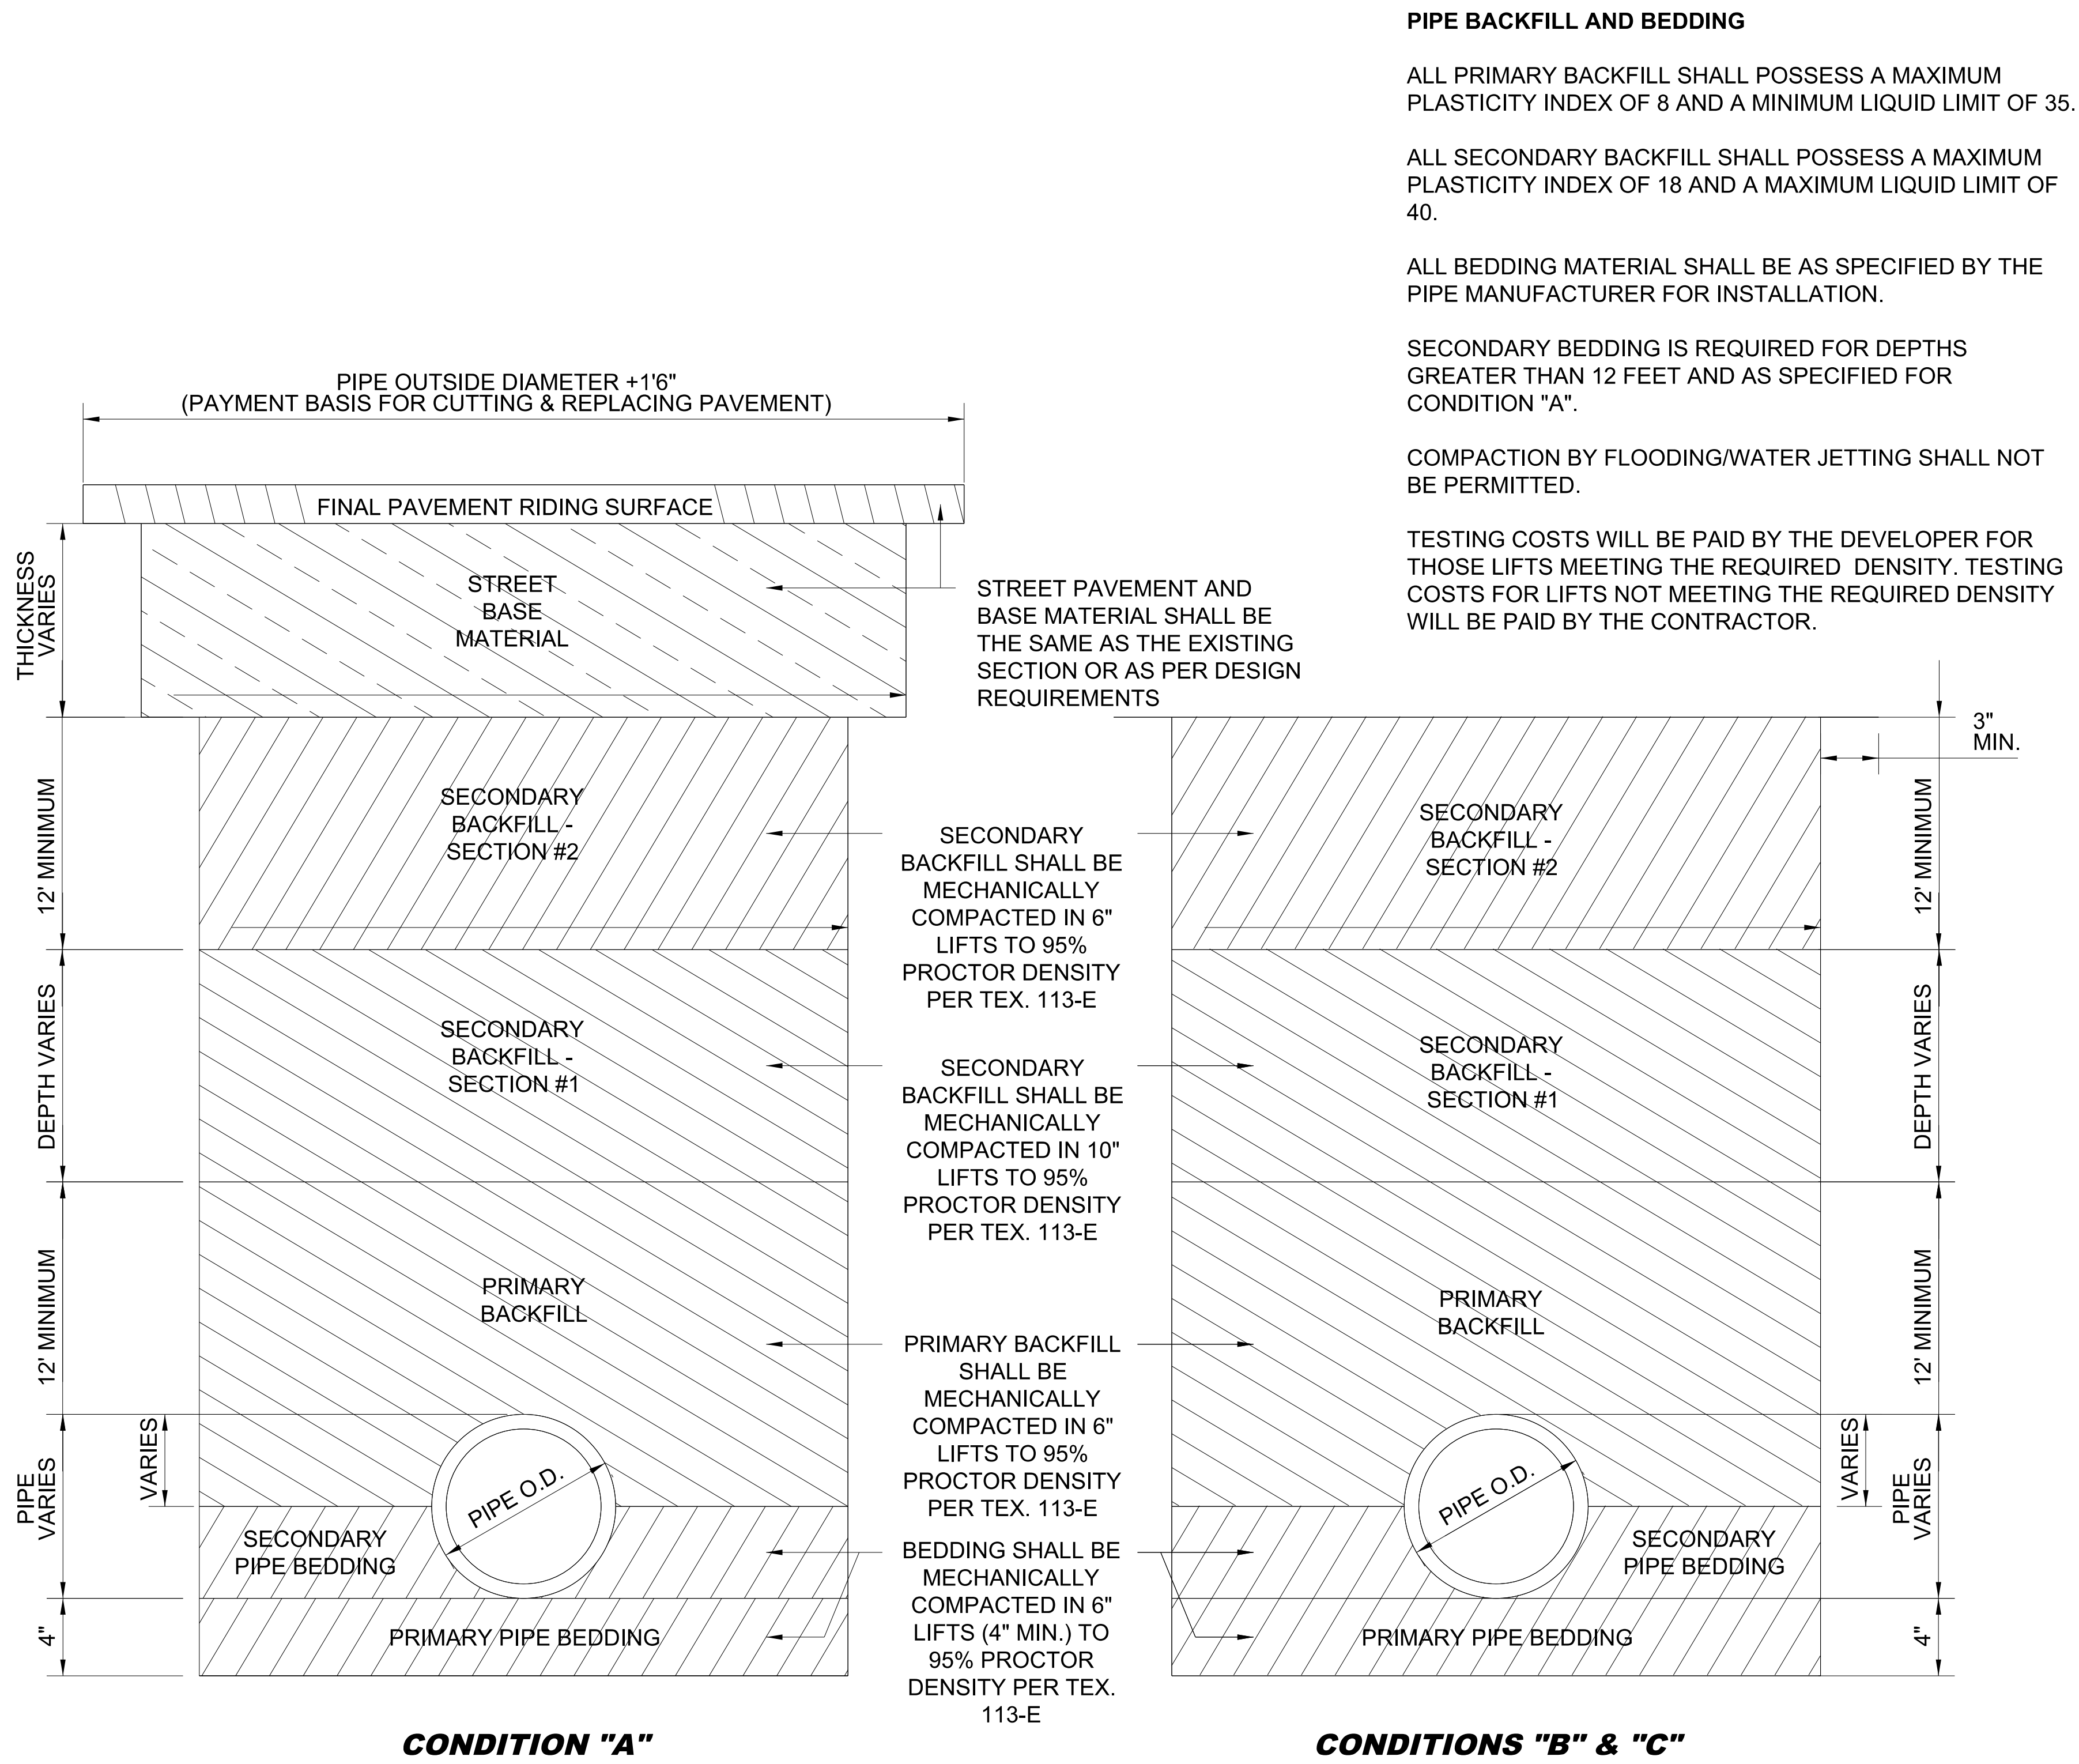 PIPE BACKFILL AND BEDDING
ALL PRIMARY BACKFILL SHALL POSSESS A MAXIMUM
PLASTICITY INDEX OF 8 AND A MINIMUM LIQUID LIMIT OF 35.
ALL SECONDARY BACKFILL SHALL POSSESS A MAXIMUM
PLASTICITY INDEX OF 18 AND A MAXIMUM LIQUID LIMIT OF
40.
ALL BEDDING MATERIAL SHALL BE AS SPECIFIED BY THE
PIPE MANUFACTURER FOR INSTALLATION.
SECONDARY BEDDING IS REQUIRED FOR DEPTHS
GREATER THAN 12 FEET AND AS SPECIFIED FOR
CONDITION "A".
COMPACTION BY FLOODING/WATER JETTING SHALL NOT
BE PERMITTED.
TESTING COSTS WILL BE PAID BY THE DEVELOPER FOR
THOSE LIFTS MEETING THE REQUIRED DENSITY. TESTING
COSTS FOR LIFTS NOT MEETING THE REQUIRED DENSITY
WILL BE PAID BY THE CONTRACTOR.
PIPE OUTSIDE DIAMETER +1'6"
(PAYMENT BASIS FOR CUTTING & REPLACING PAVEMENT)
FINAL PAVEMENT RIDING SURFACE
THICKNESS
VARIES
STREET
BASE
MATERIAL
STREET PAVEMENT AND
BASE MATERIAL SHALL BE
THE SAME AS THE EXISTING
SECTION OR AS PER DESIGN
REQUIREMENTS
12' MINIMUM
SECONDARY
BACKFILL -
SECTION #2
DEPTH VARIES
SECONDARY
BACKFILL -
SECTION #1
12' MINIMUM
PRIMARY
BACKFILL
PIPE
VARIES
VARIES
PIPE O.D.
SECONDARY
PIPE BEDDING
4"
PRIMARY PIPE BEDDING
CONDITION "A"
SECONDARY
BACKFILL SHALL BE
MECHANICALLY
COMPACTED IN 6"
LIFTS TO 95%
PROCTOR DENSITY
PER TEX. 113-E
SECONDARY
BACKFILL SHALL BE
MECHANICALLY
COMPACTED IN 10"
LIFTS TO 95%
PROCTOR DENSITY
PER TEX. 113-E
PRIMARY BACKFILL
SHALL BE
MECHANICALLY
COMPACTED IN 6"
LIFTS TO 95%
PROCTOR DENSITY
PER TEX. 113-E
BEDDING SHALL BE
MECHANICALLY
COMPACTED IN 6"
LIFTS (4" MIN.) TO
95% PROCTOR
DENSITY PER TEX.
113-E
3"
MIN.
SECONDARY
BACKFILL -
SECTION #2
12' MINIMUM
SECONDARY
BACKFILL -
SECTION #1
DEPTH VARIES
PRIMARY
BACKFILL
12' MINIMUM
PIPE O.D.
VARIES
PIPE
VARIES
SECONDARY
PIPE BEDDING
PRIMARY PIPE BEDDING
4"
CONDITIONS "B" & "C"